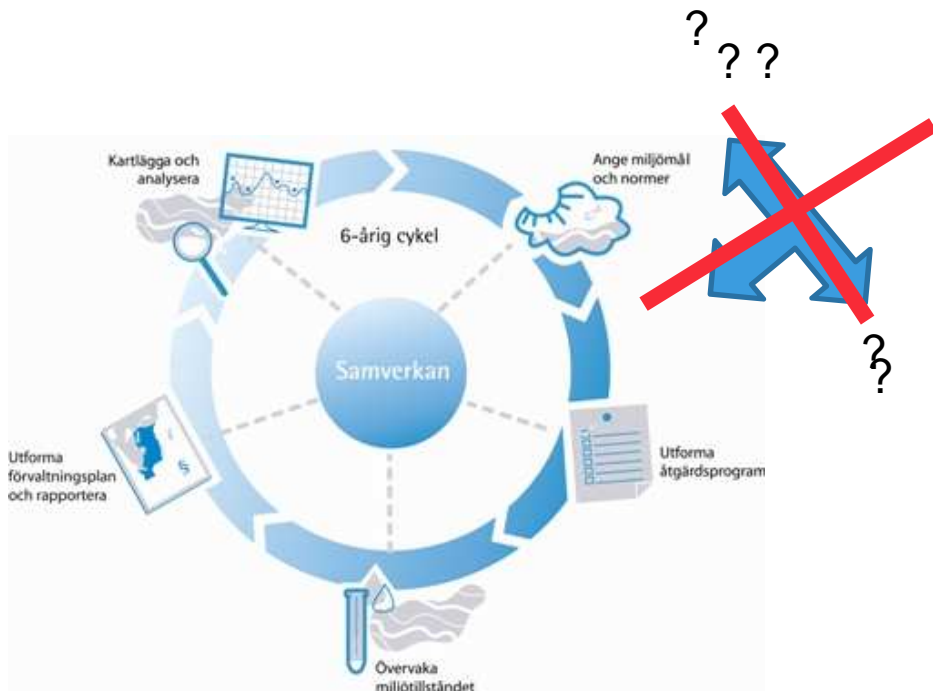 ?
? ?
Kartlägga och
analysera
Ange miljömål
och normer
6-årig cykel
Samverkan
?
?
Utforma
förvaltningsplan
och rapportera
§
Utforma
åtgärdsprogram
Övervaka
miljötillståndet